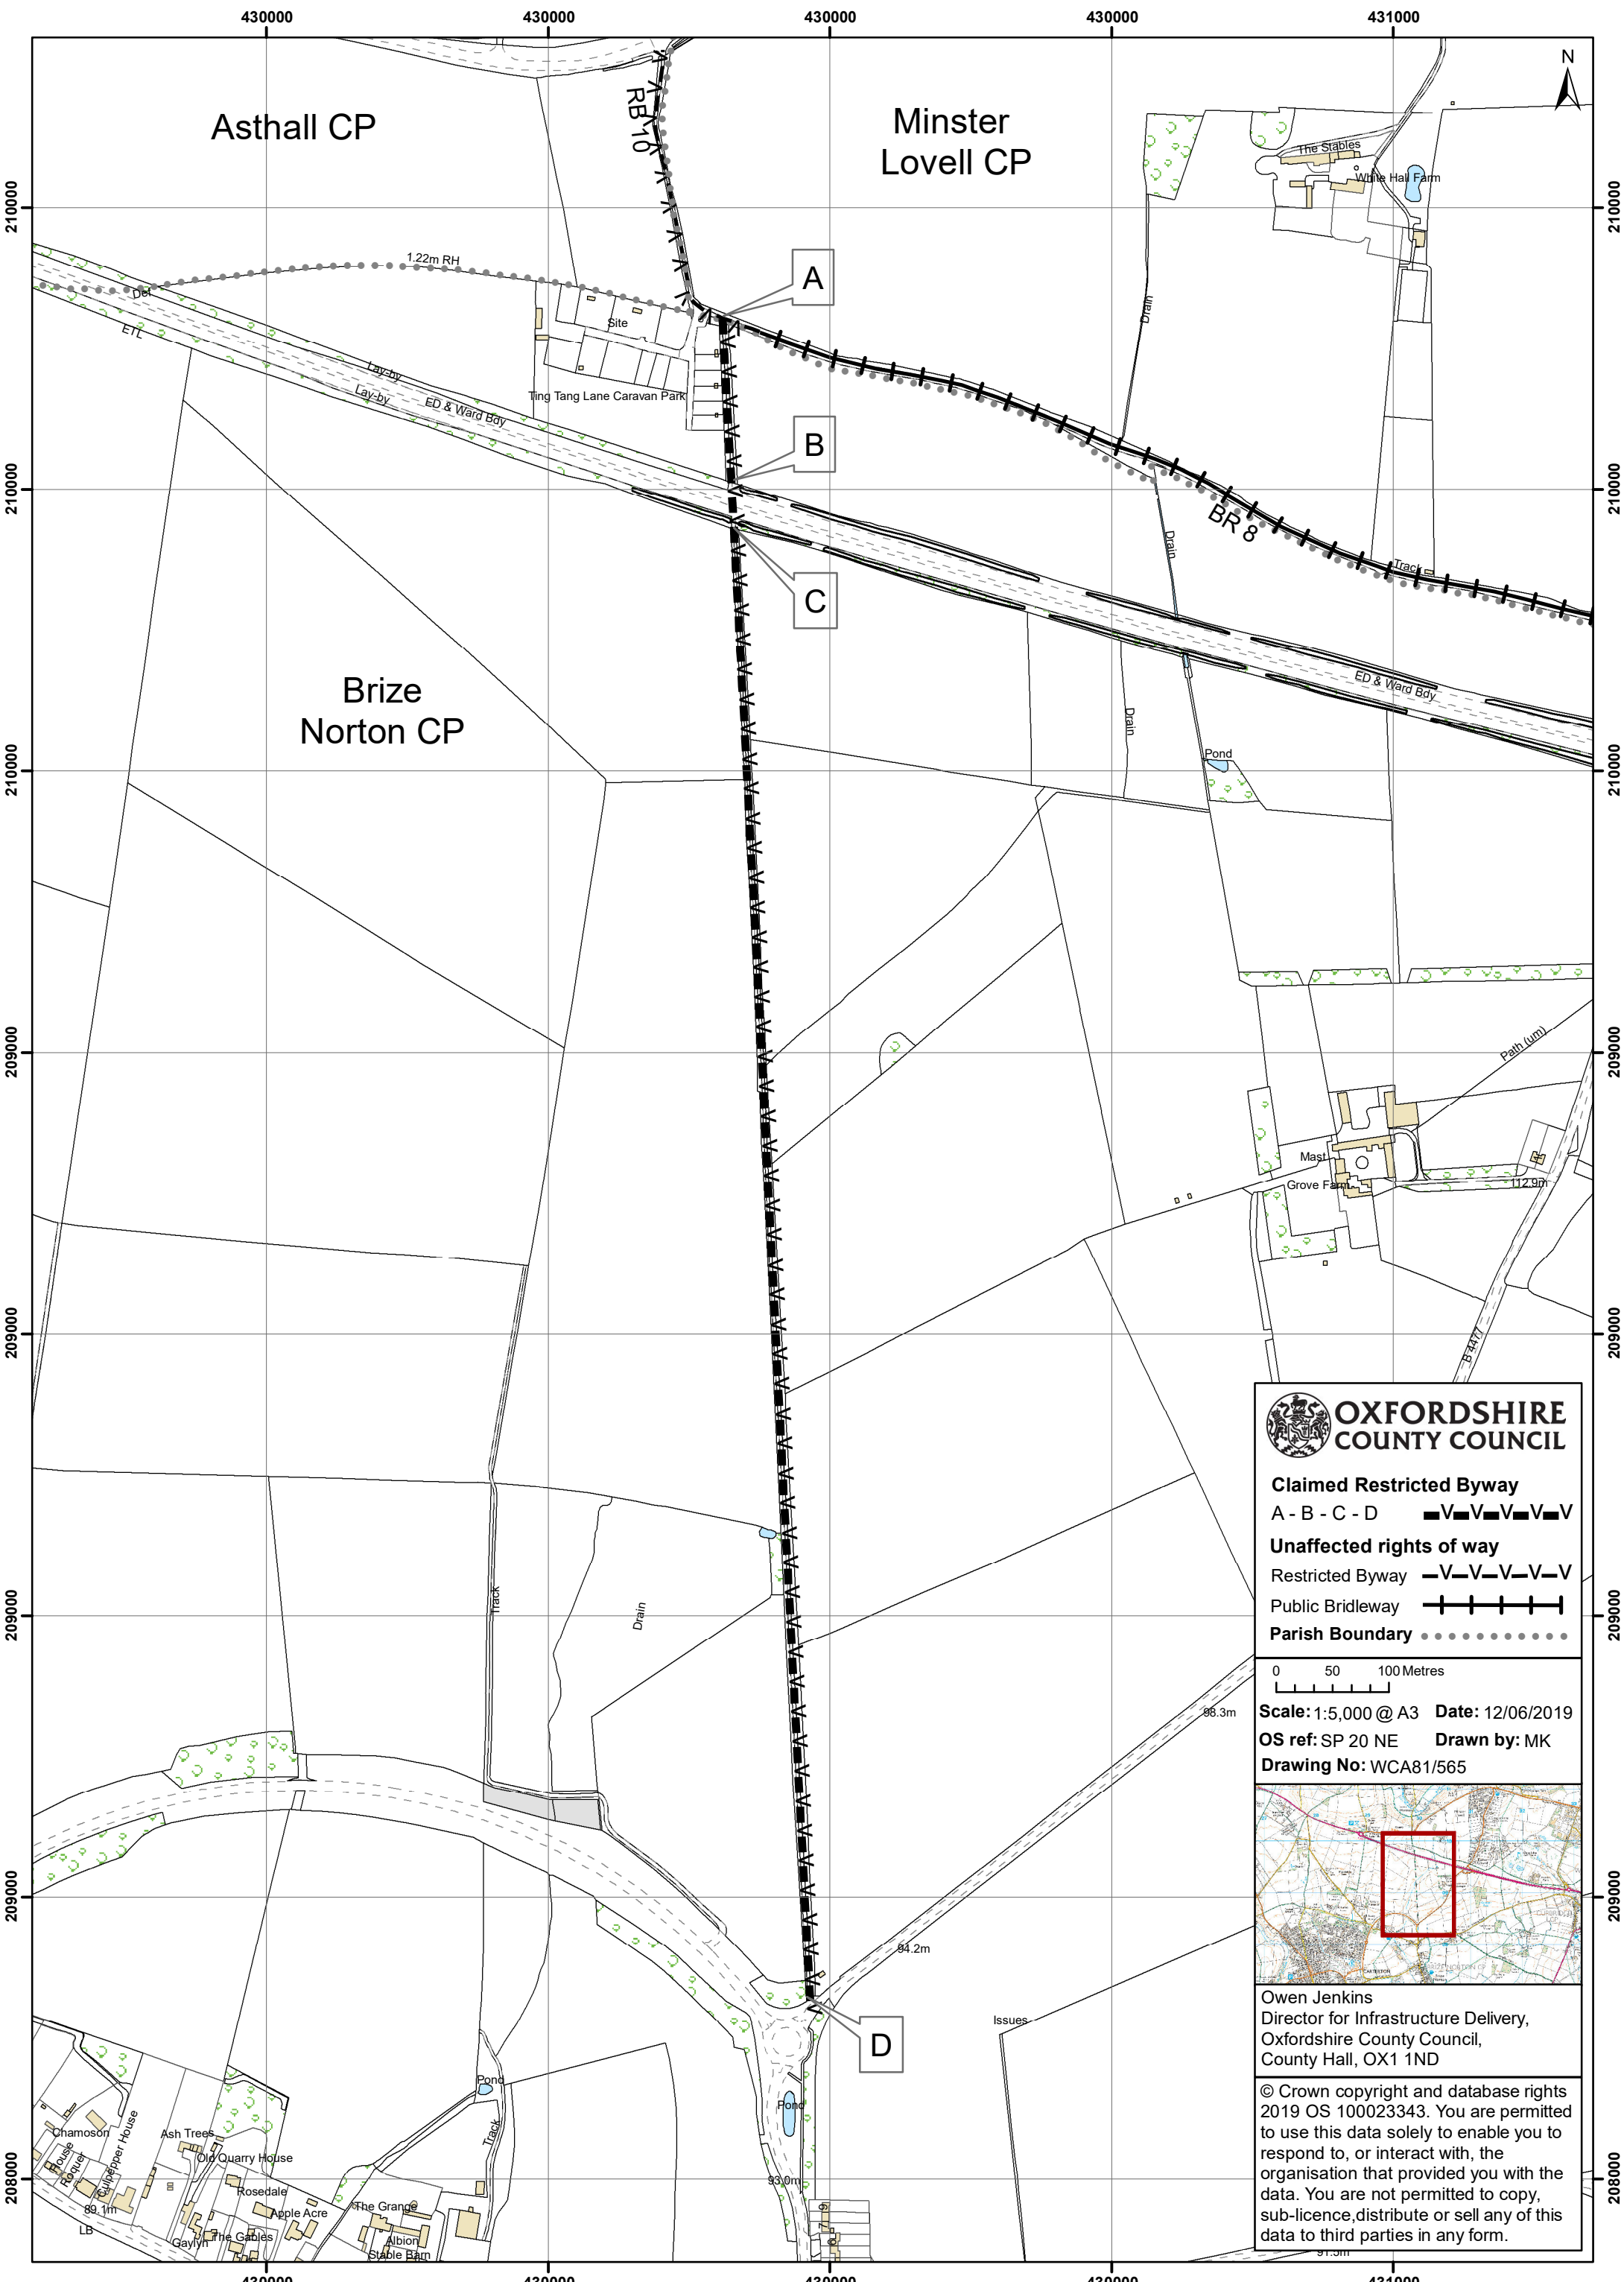 430000 430000 430000 430000 431000
N
Asthall CP
RB 10
Minster
Lovell CP
The Stables
White Hall Farm
210000 210000
1.22m RH
Def
ETL
A
Drain
Site
Lay-by
Lay-by
ED & Ward Bdy
Ting Tang Lane Caravan Park
B
210000 210000
BR 8
Drain
Track
C
Brize
Norton CP
ED & Ward Bdy
Drain
Pond
210000 210000
209000 209000
Path (um)
Mast
Grove Farm
112.9m
209000 209000
B 4477
OXFORDSHIRE
COUNTY COUNCIL
Claimed Restricted Byway
A - B - C - D
Unaffected rights of way
Restricted Byway
Public Bridleway
Parish Boundary
Track
Drain
209000 209000
0 50 100 Metres
98.3m
Scale: 1:5,000 @ A3 Date: 12/06/2019
OS ref: SP 20 NE Drawn by: MK
Drawing No: WCA81/565
209000 209000
94.2m
D
Issues
Owen Jenkins
Director for Infrastructure Delivery,
Oxfordshire County Council,
County Hall, OX1 1ND
© Crown copyright and database rights
2019 OS 100023343. You are permitted
to use this data solely to enable you to
respond to, or interact with, the
organisation that provided you with the
data. You are not permitted to copy,
sub-licence,distribute or sell any of this
data to third parties in any form.
Pond
Pond
Track
Chamoson
House
Culpepper House
Ash Trees
Old Quarry House
Rosedale
Apple Acre
The Grange
89.1m
LB
Gaylyn
The Gables
Albion
Stable Barn
93.0m
208000 208000
91.5m
430000 430000 430000 430000 431000